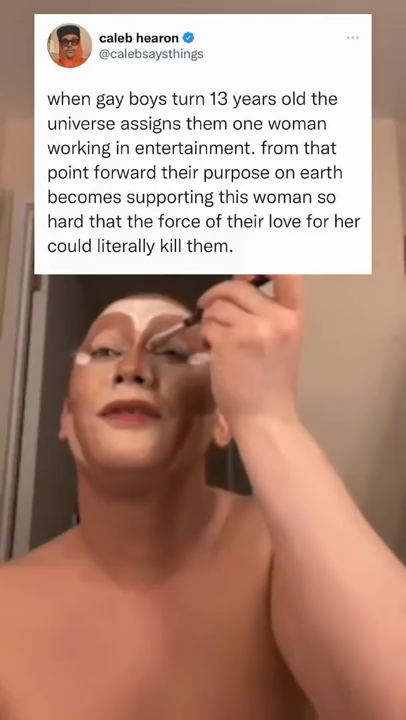 caleb hearon
@calebsaysthings
when gay boys turn 13 years old the
universe assigns them one woman
working in entertainment. from that
point forward their purpose on earth
becomes supporting this woman so
hard that the force of their love for her
could literally kill them.